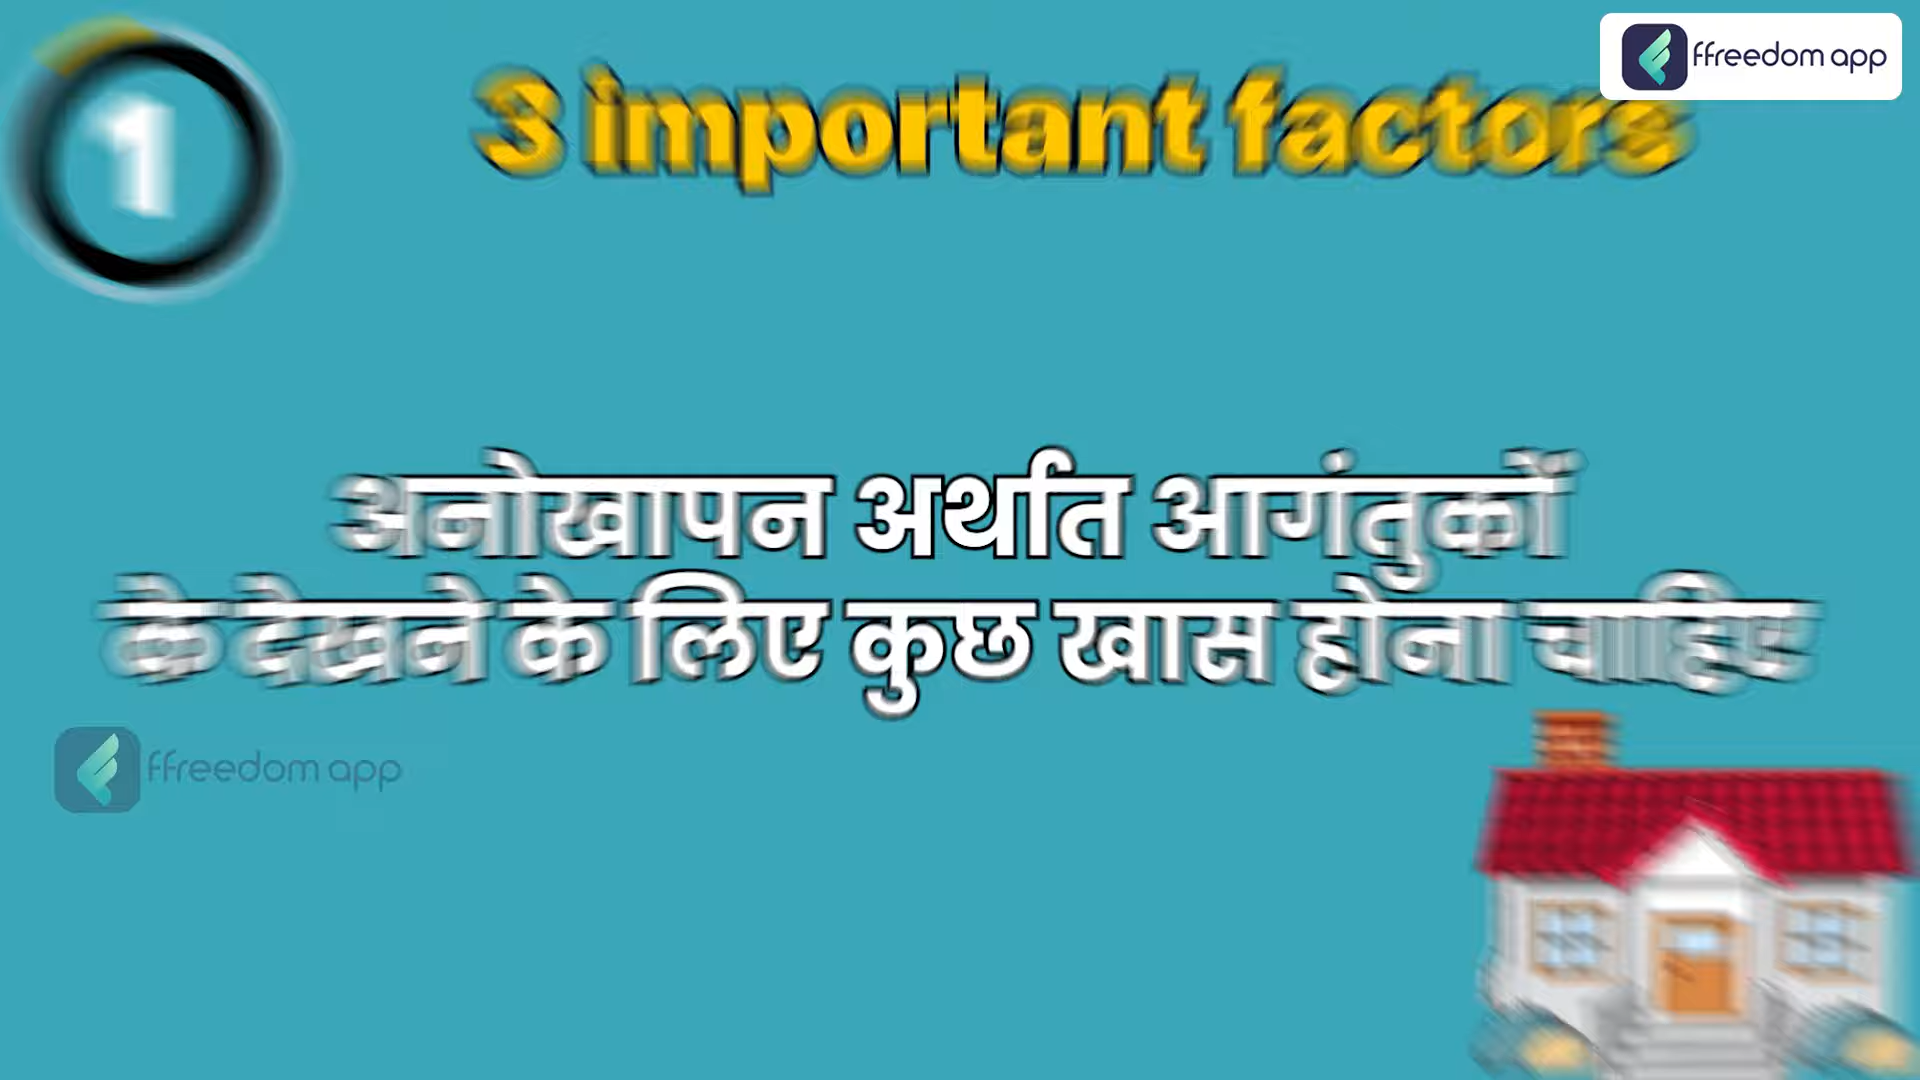 1
3 important factors
ffreedom app
अनोखापन अर्थात आगंतुकों
के देखने के लिए कुछ खास होना चाहिए
ffreedom app